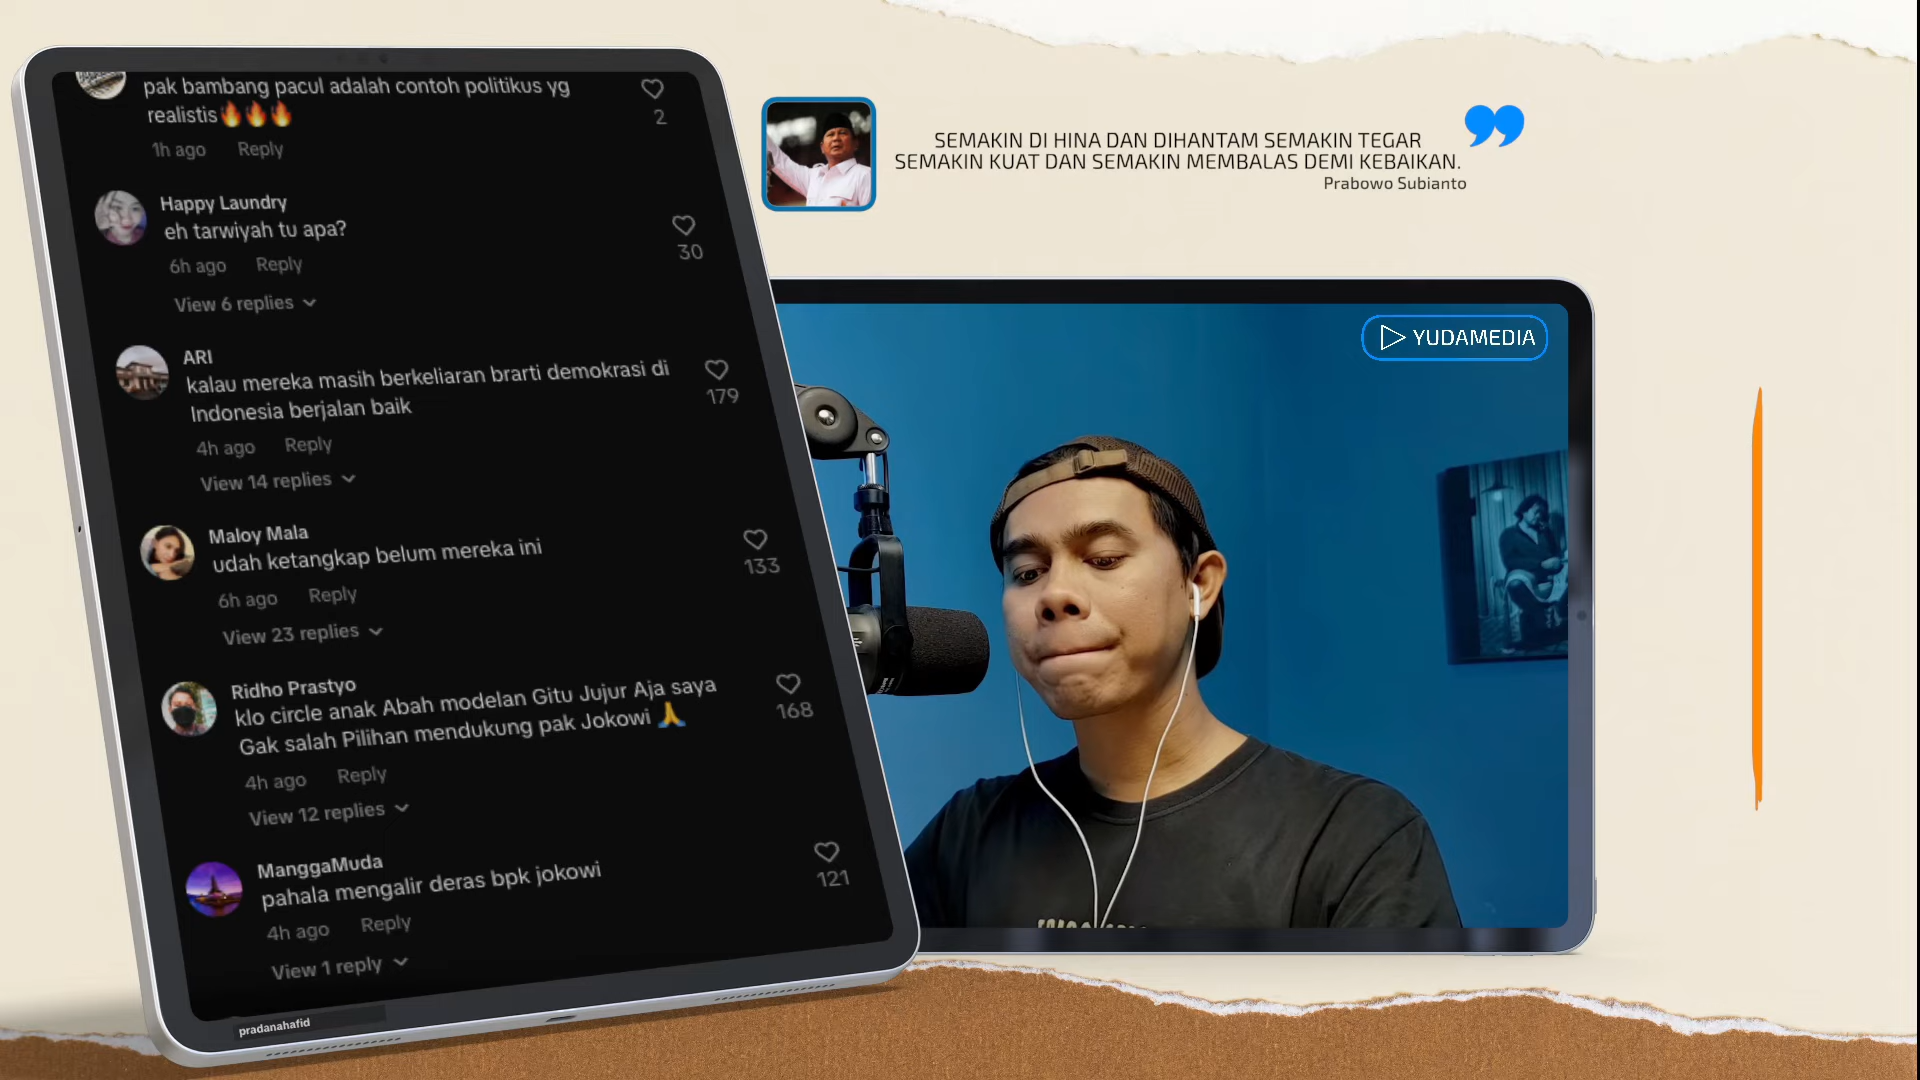 pak bambang pacul adalah contoh politikus yg
realistis🔥🔥🔥
2
1h ago Reply
Happy Laundry
eh tarwiyah tu apa?
30
6h ago Reply
View 6 replies
ARI
kalau mereka masih berkeliaran brarti demokrasi di
Indonesia berjalan baik
179
4h ago Reply
View 14 replies
Maloy Mala
udah ketangkap belum mereka ini
133
6h ago Reply
View 23 replies
Ridho Prastyo
klo circle anak Abah modelan Gitu Jujur Aja saya
Gak salah Pilihan mendukung pak Jokowi 🙏
168
4h ago Reply
View 12 replies
ManggaMuda
pahala mengalir deras bpk jokowi
121
4h ago Reply
View 1 reply
pradanahafid
SEMAKIN DI HINA DAN DIHANTAM SEMAKIN TEGAR
SEMAKIN KUAT DAN SEMAKIN MEMBALAS DEMI KEBAIKAN.
Prabowo Subianto
YUDAMEDIA